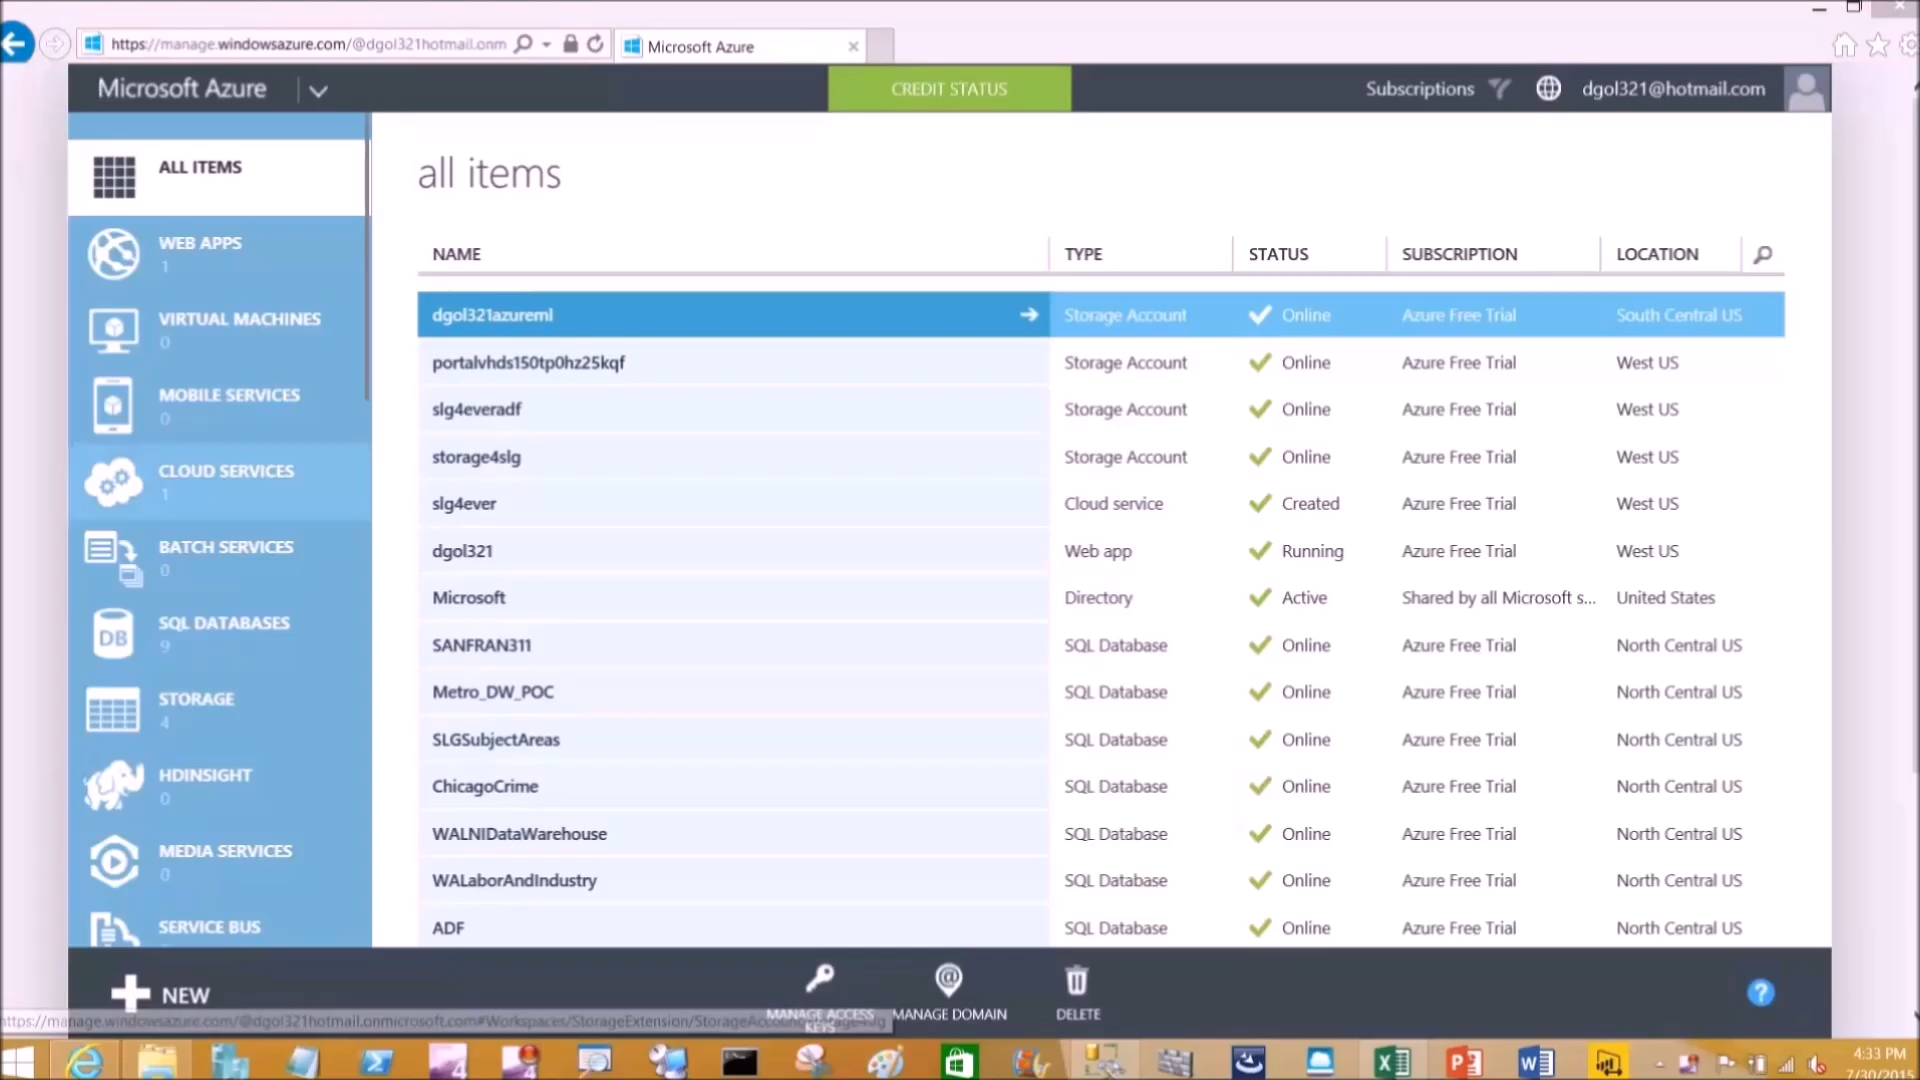 https://manage.windowsazure.com/@dgol321hotmail.onm
Microsoft Azure
Microsoft Azure
CREDIT STATUS
Subscriptions
dgol321@hotmail.com
ALL ITEMS
WEB APPS
1
VIRTUAL MACHINES
0
MOBILE SERVICES
0
CLOUD SERVICES
1
BATCH SERVICES
0
DB
SQL DATABASES
9
STORAGE
4
HDINSIGHT
0
MEDIA SERVICES
0
SERVICE BUS
all items
NAME TYPE STATUS SUBSCRIPTION LOCATION
dgol321azureml Storage Account Online Azure Free Trial South Central US
portalvhds150tp0hz25kqf Storage Account Online Azure Free Trial West US
slg4everadf Storage Account Online Azure Free Trial West US
storage4slg Storage Account Online Azure Free Trial West US
slg4ever Cloud service Created Azure Free Trial West US
dgol321 Web app Running Azure Free Trial West US
Microsoft Directory Active Shared by all Microsoft s... United States
SANFRAN311 SQL Database Online Azure Free Trial North Central US
Metro_DW_POC SQL Database Online Azure Free Trial North Central US
SLGSubjectAreas SQL Database Online Azure Free Trial North Central US
ChicagoCrime SQL Database Online Azure Free Trial North Central US
WALNIDataWarehouse SQL Database Online Azure Free Trial North Central US
WALaborAndIndustry SQL Database Online Azure Free Trial North Central US
ADF SQL Database Online Azure Free Trial North Central US
NEW
MANAGE ACCESS KEYS
MANAGE DOMAIN
DELETE
?
4:33 PM
7/30/2015